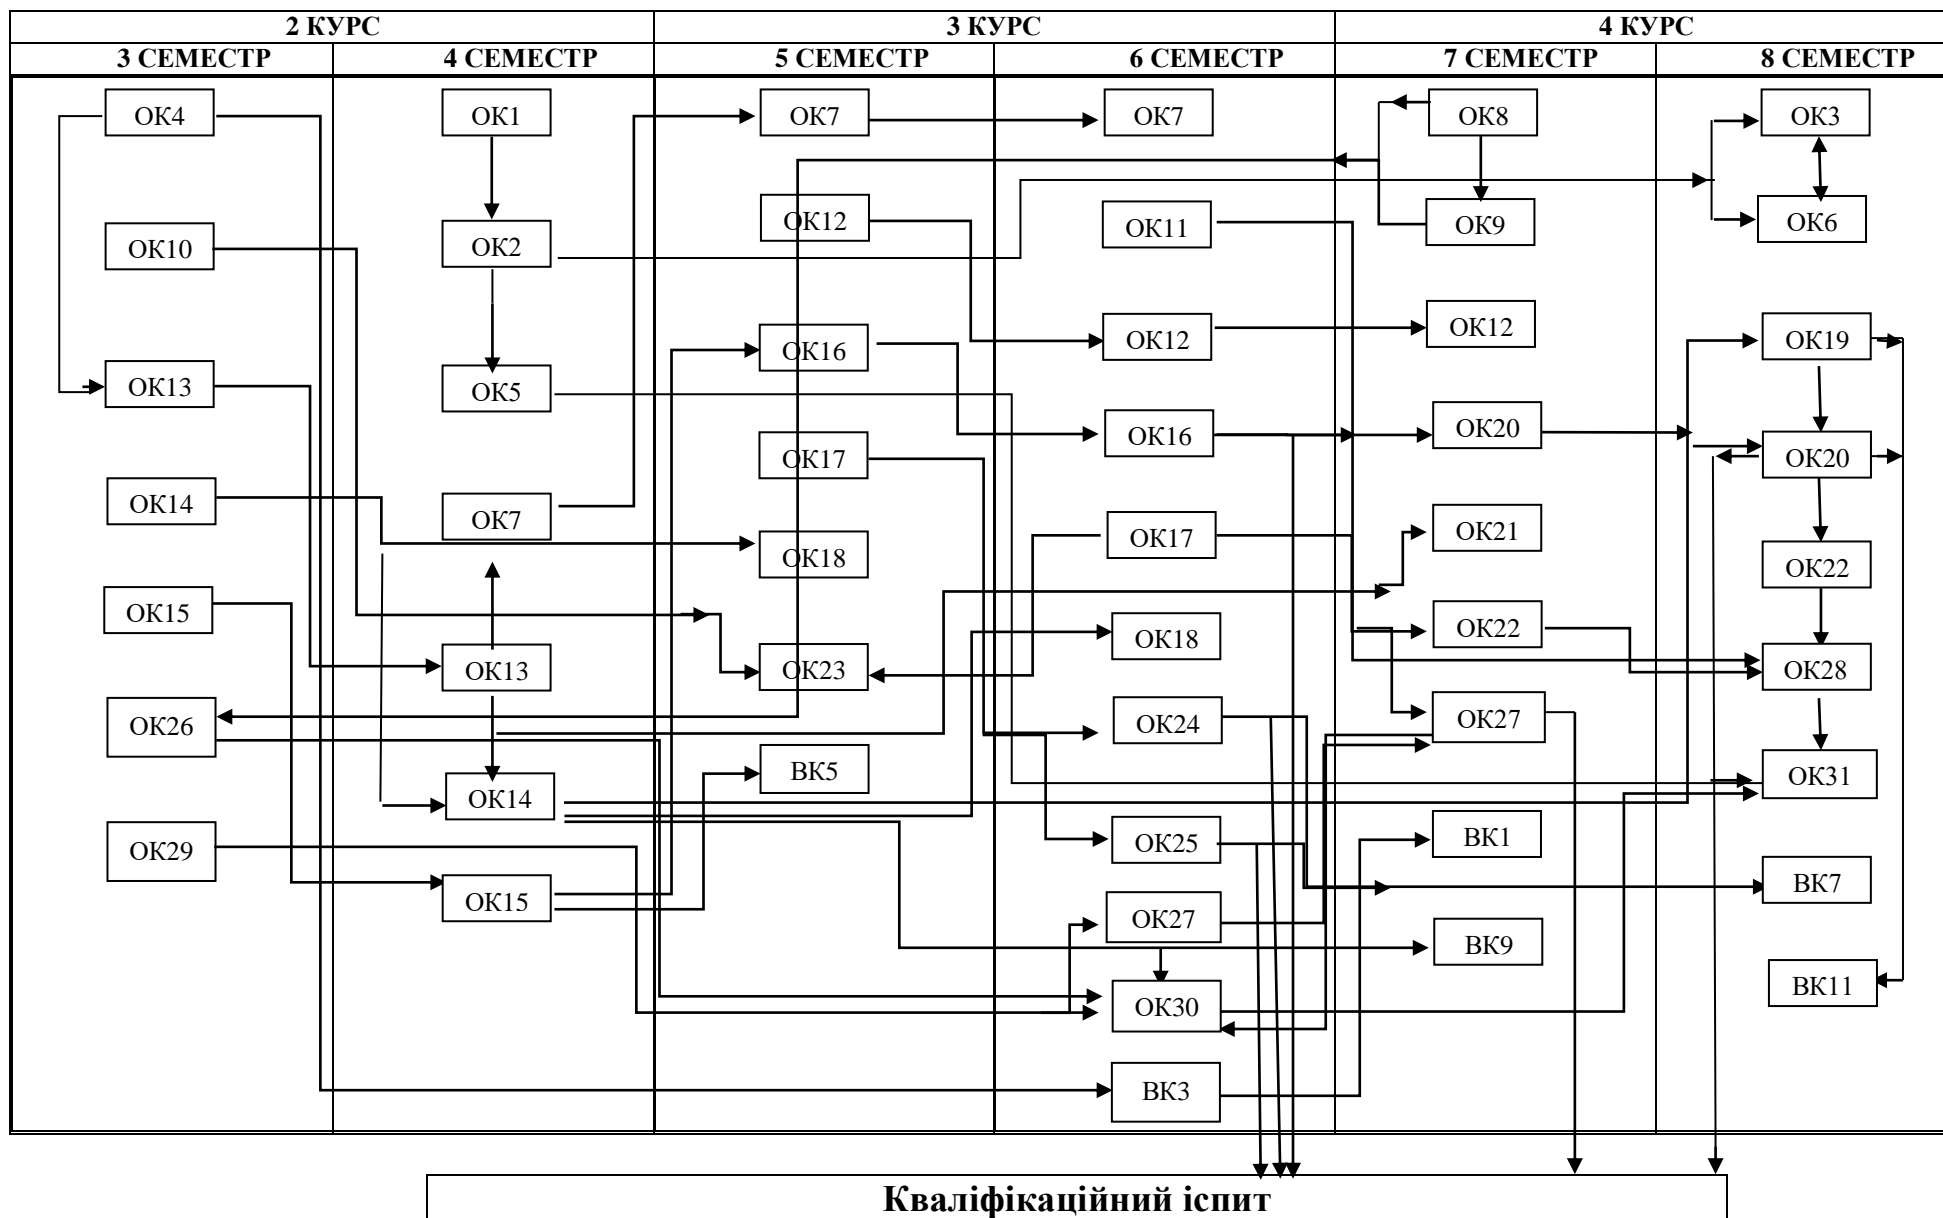 2 КУРС 3 КУРС 4 КУРС
3 СЕМЕСТР 4 СЕМЕСТР 5 СЕМЕСТР 6 СЕМЕСТР 7 СЕМЕСТР 8 СЕМЕСТР
ОК4 ОК1 ОК7 ОК7 ОК8 ОК3
ОК10 ОК2 ОК12 ОК11 ОК9 ОК6
ОК16 ОК12 ОК12 ОК19
ОК13 ОК5
ОК17 ОК16 ОК20 ОК20
ОК14 ОК7 ОК18 ОК17 ОК21 ОК22
ОК15 ОК18 ОК22
ОК13 ОК23 ОК28
ОК26 ОК24 ОК27
ВК5 ОК31
ОК14
ОК29 ОК25 ВК1
ОК15 ОК27 ВК7
ВК9
ОК30 ВК11
ВК3
Кваліфікаційний іспит